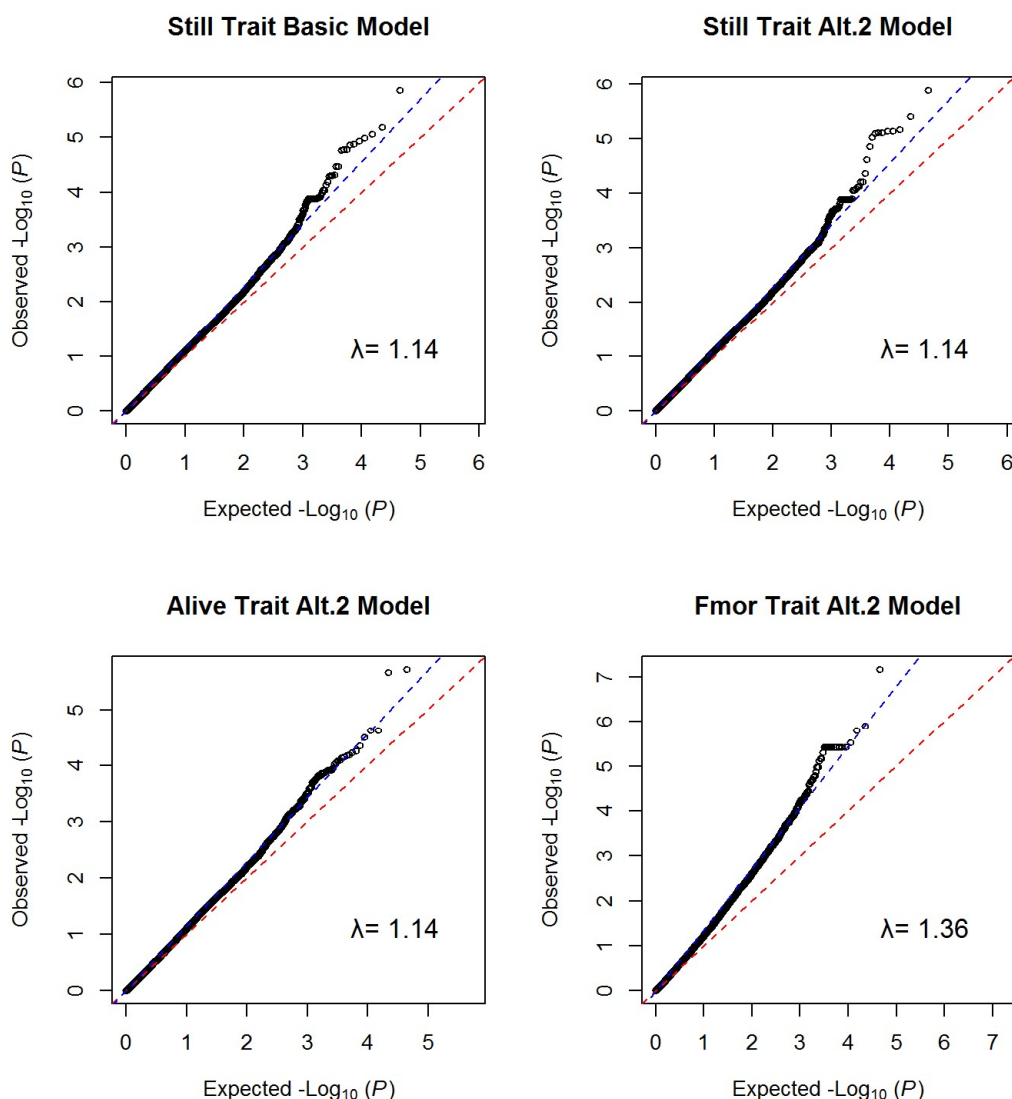 Still Trait Basic Model
Observed -Log₁₀ (P)
6
5
4
3
2
1
0
λ= 1.14
0 1 2 3 4 5 6
Expected -Log₁₀ (P)
Still Trait Alt.2 Model
Observed -Log₁₀ (P)
6
5
4
3
2
1
0
λ= 1.14
0 1 2 3 4 5 6
Expected -Log₁₀ (P)
Alive Trait Alt.2 Model
Observed -Log₁₀ (P)
5
4
3
2
1
0
λ= 1.14
0 1 2 3 4 5
Expected -Log₁₀ (P)
Fmor Trait Alt.2 Model
Observed -Log₁₀ (P)
7
6
5
4
3
2
1
0
λ= 1.36
0 1 2 3 4 5 6 7
Expected -Log₁₀ (P)